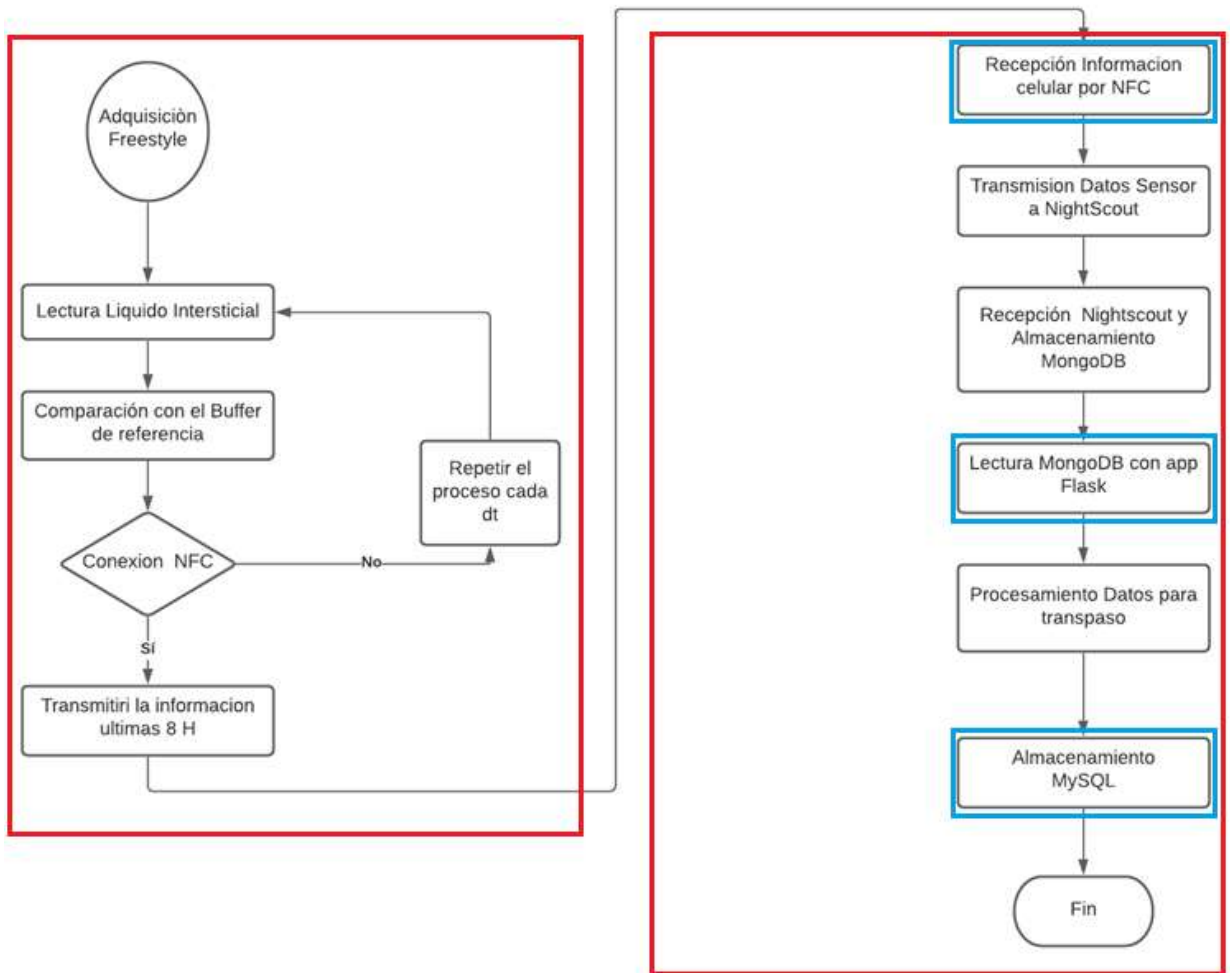 Adquisiciòn
Freestyle
Lectura Liquido Intersticial
Comparación con el Buffer
de referencia
Conexion NFC
No
Repetir el
proceso cada
dt
Sí
Transmitiri la informacion
ultimas 8 H
Recepción Informacion
celular por NFC
Transmision Datos Sensor
a NightScout
Recepción Nightscout y
Almacenamiento
MongoDB
Lectura MongoDB con app
Flask
Procesamiento Datos para
transpaso
Almacenamiento
MySQL
Fin